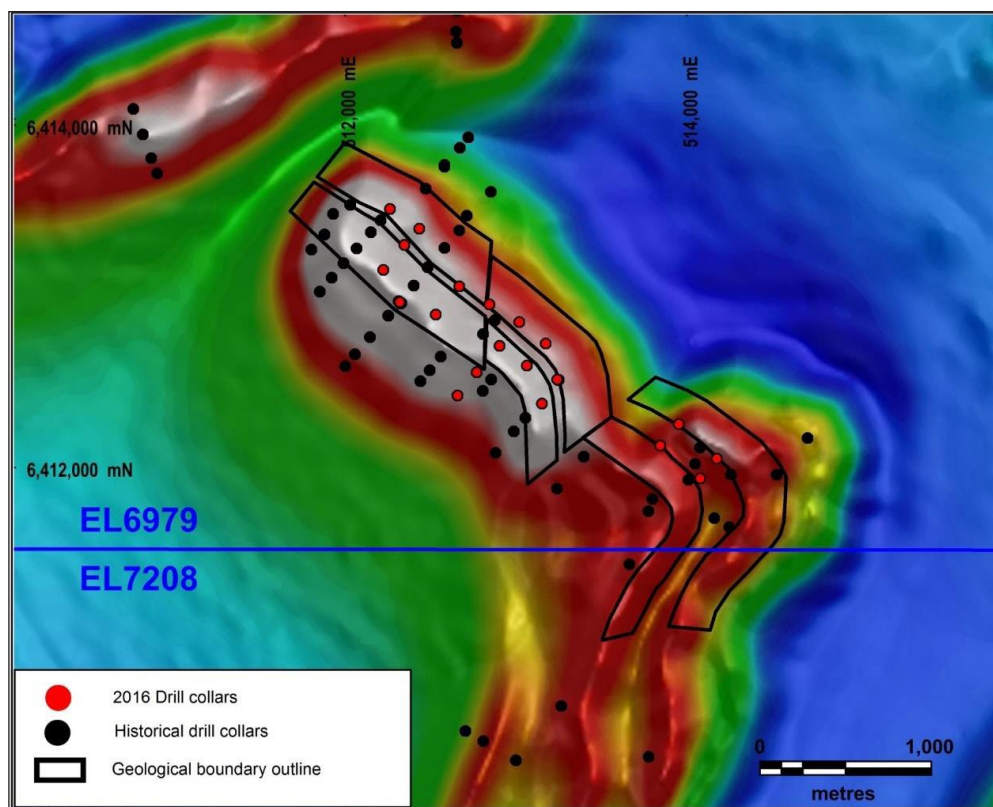 512,000 mE
514,000 mE
6,414,000 mN
6,412,000 mN
EL6979
EL7208
2016 Drill collars
Historical drill collars
Geological boundary outline
0 1,000
metres